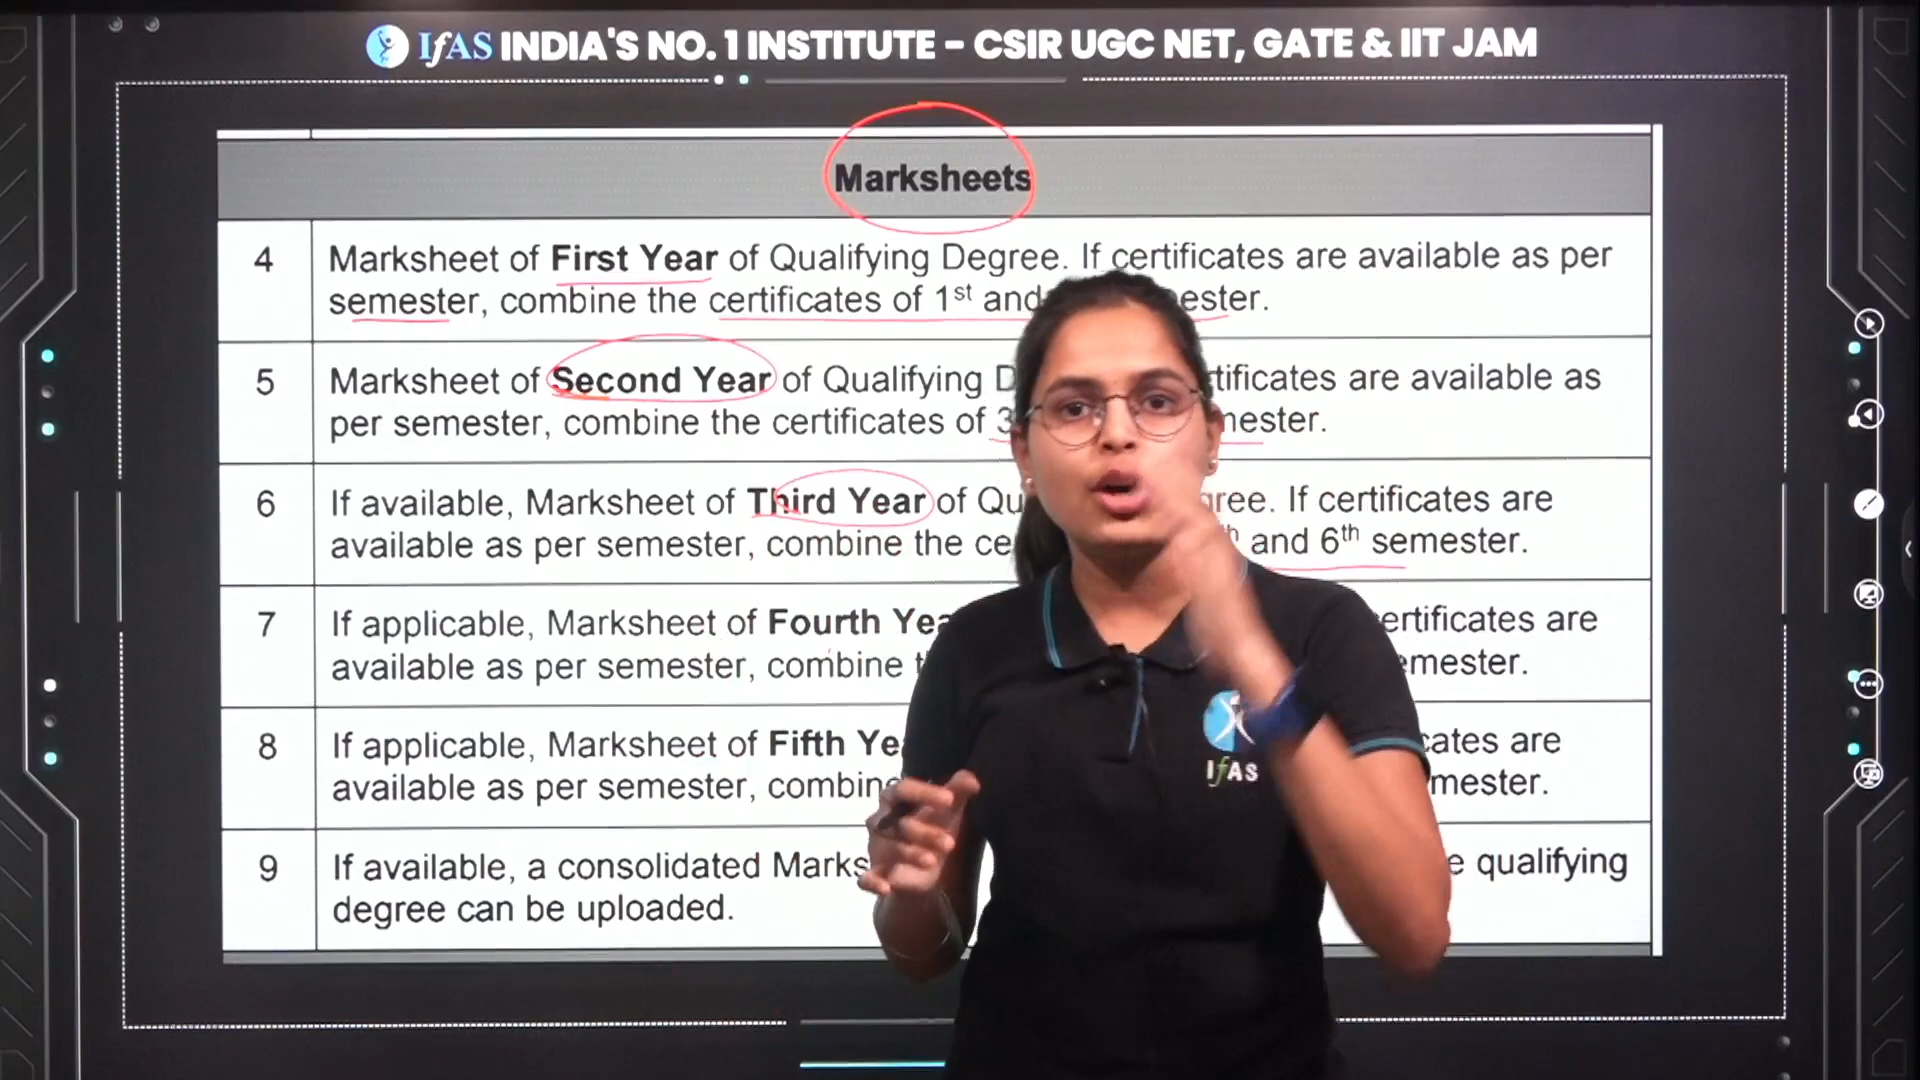 IfAS INDIA'S NO. 1 INSTITUTE - CSIR UGC NET, GATE & IIT JAM
Marksheets
4 Marksheet of First Year of Qualifying Degree. If certificates are available as per
semester, combine the certificates of 1st and ester.
5 Marksheet of Second Year of Qualifying tificates are available as
per semester, combine the certificates of 3 mester.
6 If available, Marksheet of Third Year of Qu gree. If certificates are
available as per semester, combine the ce and 6th semester.
7 If applicable, Marksheet of Fourth Yea ertificates are
available as per semester, combine emester.
8 If applicable, Marksheet of Fifth Yea cates are
available as per semester, combine mester.
9 If available, a consolidated Marks e qualifying
degree can be uploaded.
IfAS